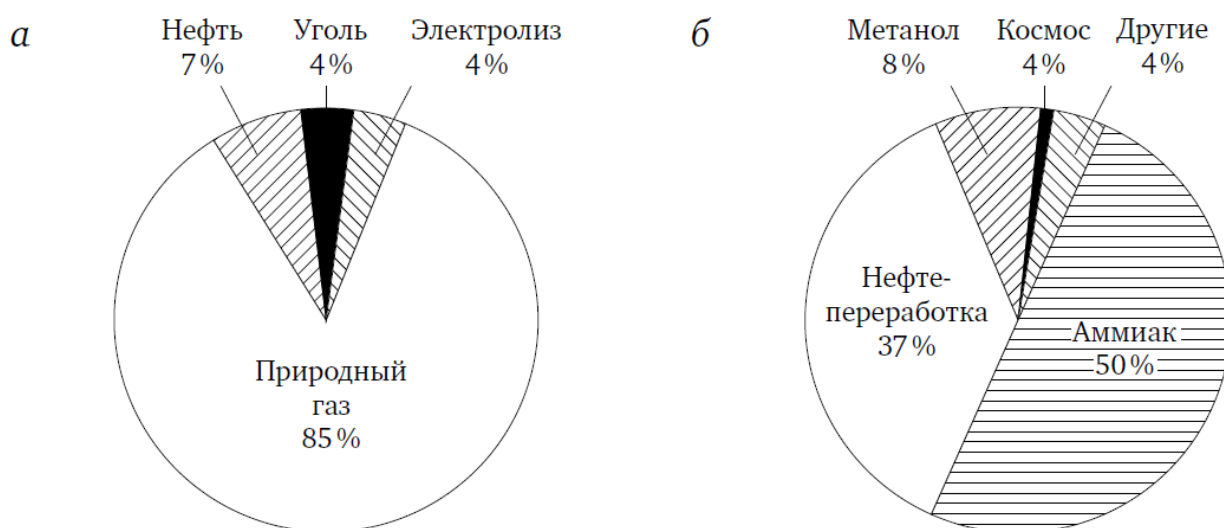 а
Нефть
7 %
Уголь
4 %
Электролиз
4 %
Природный
газ
85 %
б
Метанол
8 %
Космос
4 %
Другие
4 %
Нефте-
переработка
37 %
Аммиак
50 %